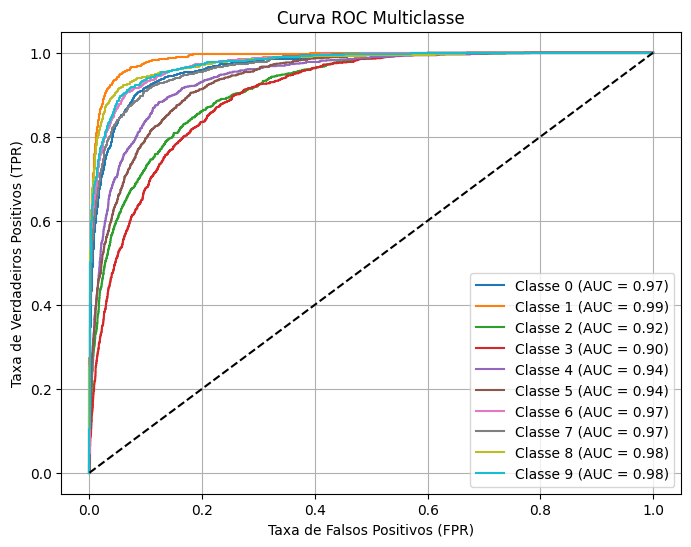 Curva ROC Multiclasse
Taxa de Verdadeiros Positivos (TPR)
1.0
0.8
0.6
0.4
0.2
0.0
Classe 0 (AUC = 0.97)
Classe 1 (AUC = 0.99)
Classe 2 (AUC = 0.92)
Classe 3 (AUC = 0.90)
Classe 4 (AUC = 0.94)
Classe 5 (AUC = 0.94)
Classe 6 (AUC = 0.97)
Classe 7 (AUC = 0.97)
Classe 8 (AUC = 0.98)
Classe 9 (AUC = 0.98)
0.0 0.2 0.4 0.6 0.8 1.0
Taxa de Falsos Positivos (FPR)